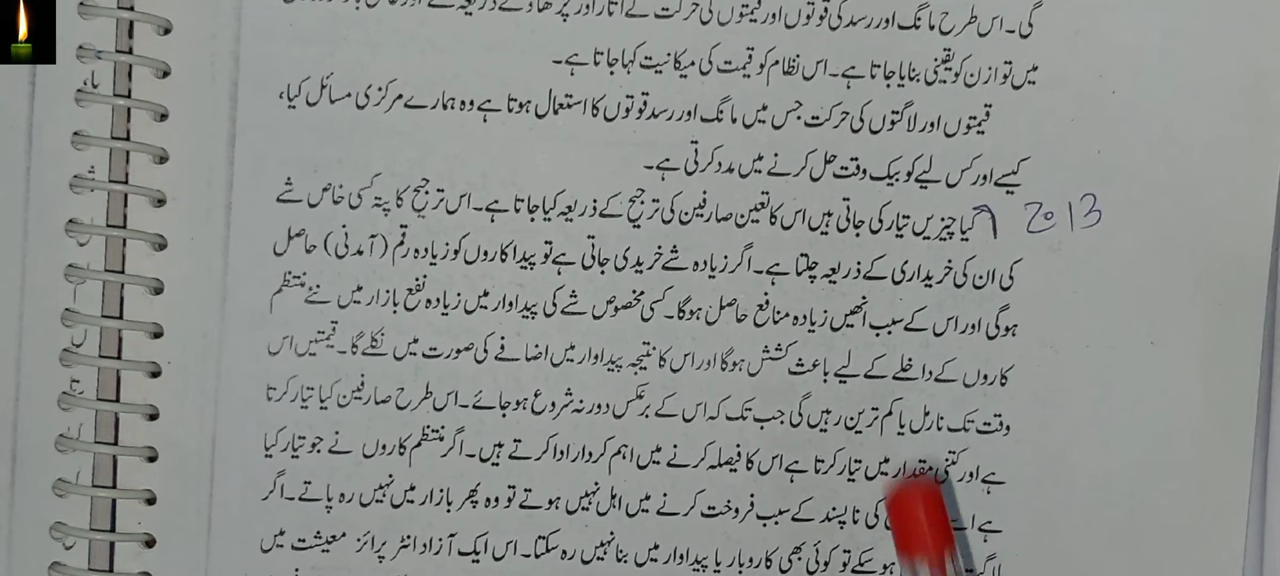 گی۔ اس طرح مانگ اور رسد کی قوتوں اور قیمتوں کی حرکت کے اتار اور چڑھاؤ کے ذریعہ
میں توازن کو یقینی بنایا جاتا ہے۔ اس نظام کو قیمت کی میکانیت کہا جاتا ہے۔
قیمتوں اور لاگتوں کی حرکت جس میں مانگ اور رسد قوتوں کا استعمال ہوتا ہے وہ ہمارے مرکزی مسائل کیا،
کیسے اور کس لیے کو بیک وقت حل کرنے میں مدد کرتی ہے۔
2013 کیا چیزیں تیار کی جاتی ہیں اس کا تعین صارفین کی ترجیح کے ذریعہ کیا جاتا ہے۔ اس ترجیح کا پتہ کسی خاص شے
کی ان کی خریداری کے ذریعہ چلتا ہے۔ اگر زیادہ شے خریدی جاتی ہے تو پیدا کاروں کو زیادہ رقم (آمدنی) حاصل
ہوگی اور اس کے سبب انھیں زیادہ منافع حاصل ہوگا۔ کسی مخصوص شے کی پیداوار میں زیادہ نفع بازار میں نئے منتظم
کاروں کے داخلے کے لیے باعث کشش ہوگا اور اس کا نتیجہ پیداوار میں اضافے کی صورت میں نکلے گا۔ قیمتیں اس
وقت تک نارمل یا کم ترین رہیں گی جب تک کہ اس کے برعکس دور نہ شروع ہو جائے۔ اس طرح صارفین کیا تیار کرتا
ہے اور کتنی مقدار میں تیار کرتا ہے اس کا فیصلہ کرنے میں اہم کردار ادا کرتے ہیں۔ اگر منتظم کاروں نے جو تیار کیا
ہے کی ناپسند کے سبب فروخت کرنے میں اہل نہیں ہوتے تو وہ پھر بازار میں نہیں رہ پاتے۔ اگر
ہو سکے تو کوئی بھی کاروبار یا پیداوار میں بنا نہیں رہ سکتا۔ اس ایک آزاد انٹر پرائز معیشت میں